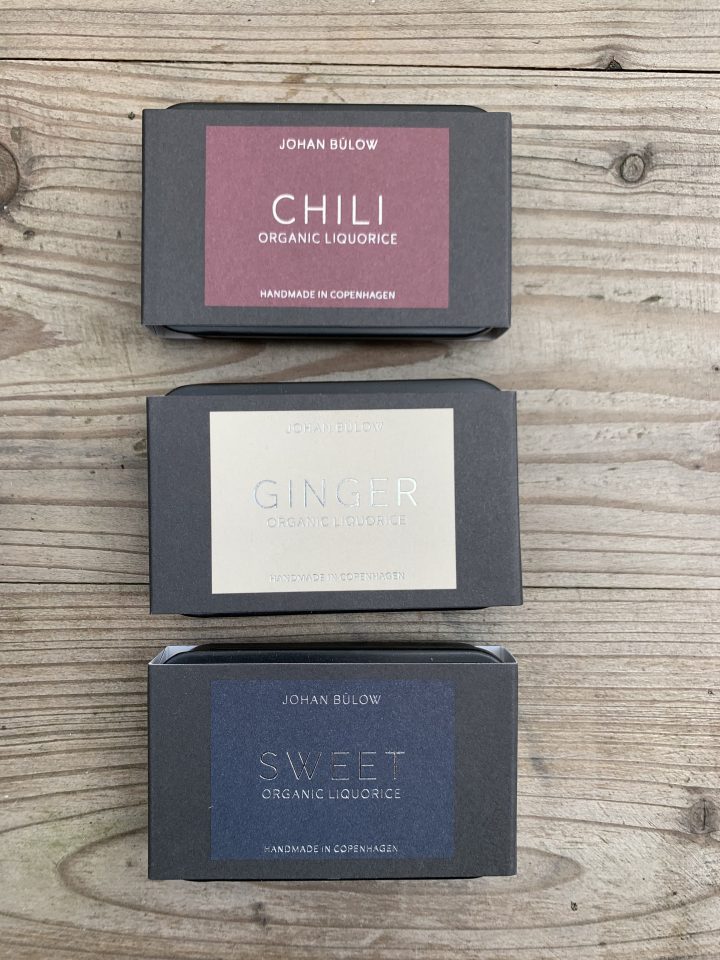 JOHAN BÜLOW
CHILI
ORGANIC LIQUORICE
HANDMADE IN COPENHAGEN
JOHAN BÜLOW
GINGER
ORGANIC LIQUORICE
HANDMADE IN COPENHAGEN
JOHAN BÜLOW
SWEET
ORGANIC LIQUORICE
HANDMADE IN COPENHAGEN